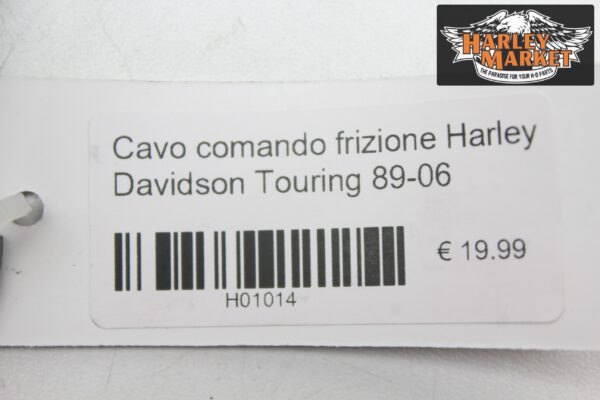 HARLEY
MARKET
THE PARADISE FOR YOUR H-D PARTS
Cavo comando frizione Harley
Davidson Touring 89-06
€ 19.99
H01014